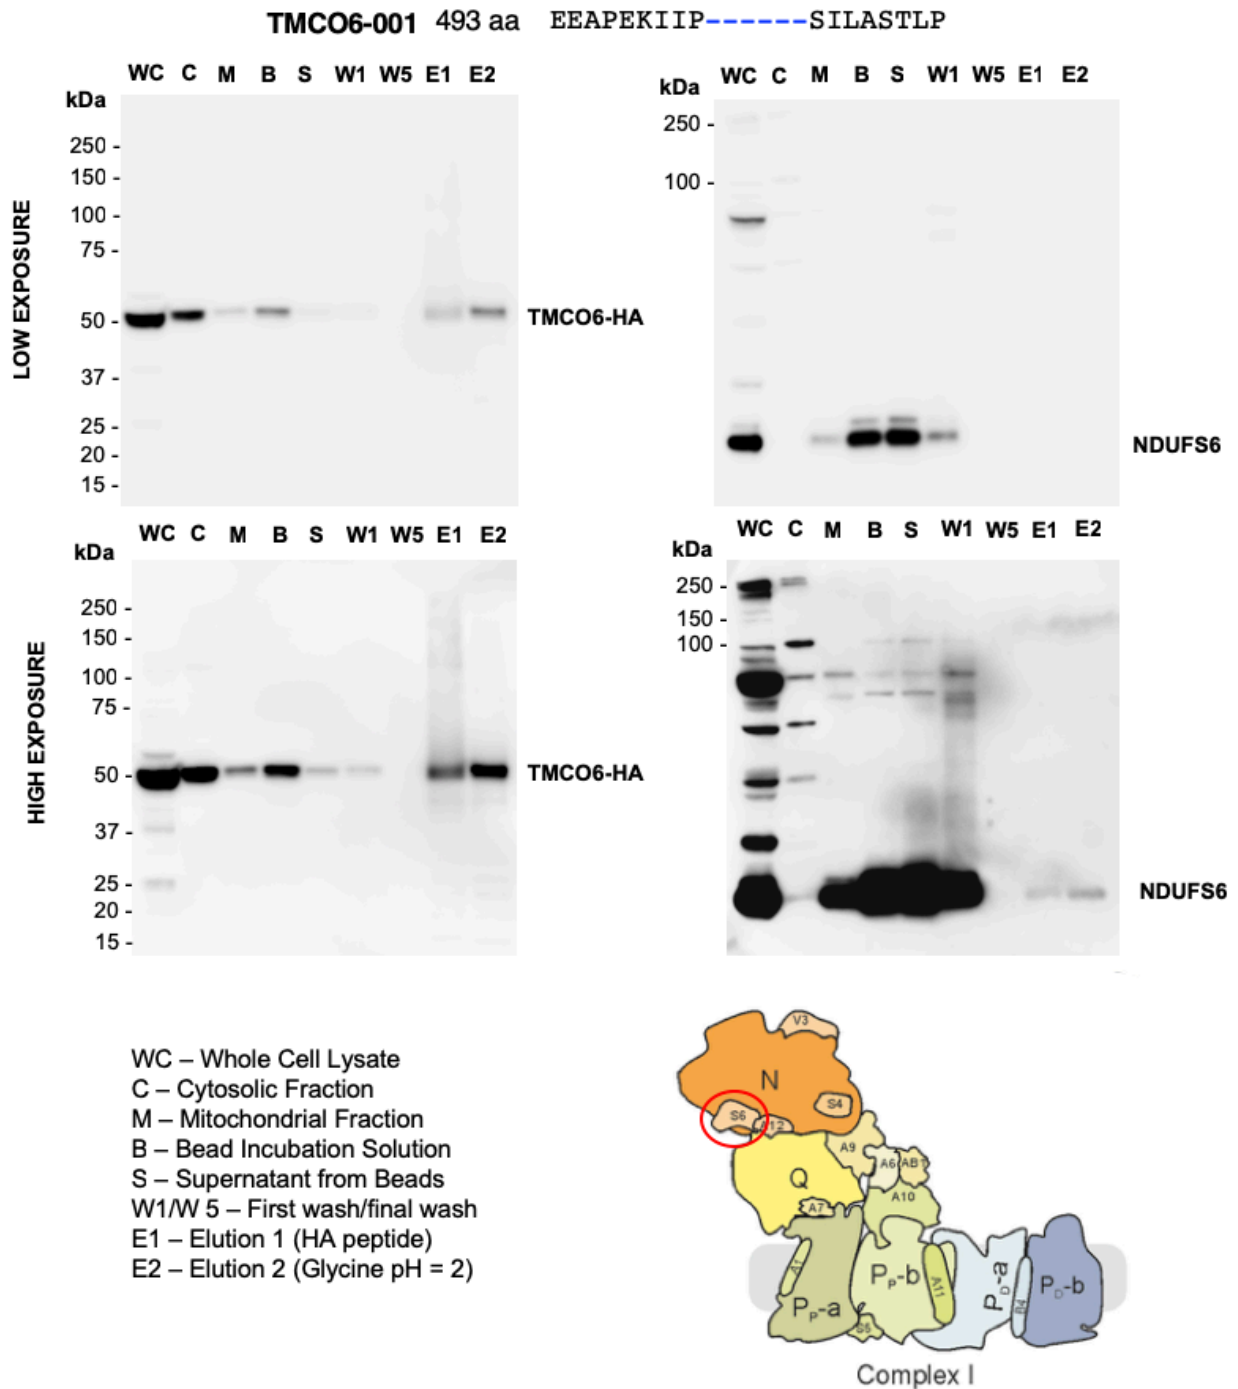 TMCO6-001 493 aa EEAPEKIIP------SILASTLP
LOW EXPOSURE
WC C M B S W1 W5 E1 E2
kDa
250 -
150 -
100 -
75 -
50 -
37 -
25 -
20 -
15 -
TMCO6-HA
WC C M B S W1 W5 E1 E2
kDa
250 -
100 -
NDUFS6
HIGH EXPOSURE
WC C M B S W1 W5 E1 E2
kDa
250 -
150 -
100 -
75 -
50 -
37 -
25 -
20 -
15 -
TMCO6-HA
WC C M B S W1 W5 E1 E2
kDa
250 -
150 -
100 -
NDUFS6
WC – Whole Cell Lysate
C – Cytosolic Fraction
M – Mitochondrial Fraction
B – Bead Incubation Solution
S – Supernatant from Beads
W1/W 5 – First wash/final wash
E1 – Elution 1 (HA peptide)
E2 – Elution 2 (Glycine pH = 2)
V3
N
S6
S4
A12
A9
A6
AB1
Q
A10
A7
A1
PP-a
PP-b
A11
S5
PD-a
B4
PD-b
Complex I